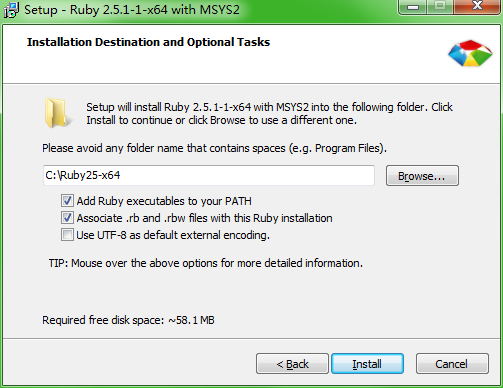 Setup - Ruby 2.5.1-1-x64 with MSYS2
Installation Destination and Optional Tasks
Setup will install Ruby 2.5.1-1-x64 with MSYS2 into the following folder. Click
Install to continue or click Browse to use a different one.
Please avoid any folder name that contains spaces (e.g. Program Files).
C:\Ruby25-x64
Browse...
Add Ruby executables to your PATH
Associate .rb and .rbw files with this Ruby installation
Use UTF-8 as default external encoding.
TIP: Mouse over the above options for more detailed information.
Required free disk space: ~58.1 MB
< Back
Install
Cancel